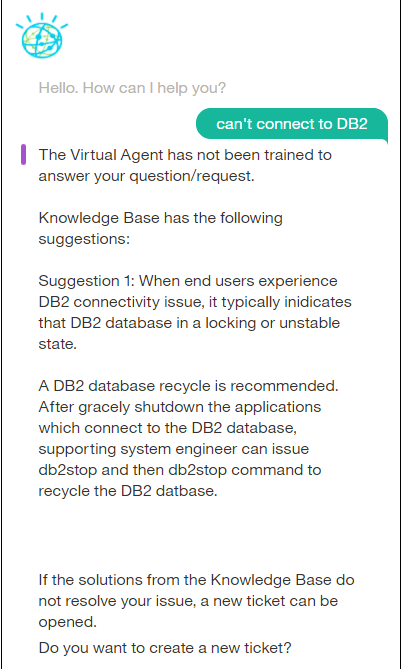 Hello. How can I help you?
can't connect to DB2
The Virtual Agent has not been trained to
answer your question/request.
Knowledge Base has the following
suggestions:
Suggestion 1: When end users experience
DB2 connectivity issue, it typically inidicates
that DB2 database in a locking or unstable
state.
A DB2 database recycle is recommended.
After gracely shutdown the applications
which connect to the DB2 database,
supporting system engineer can issue
db2stop and then db2stop command to
recycle the DB2 datbase.
If the solutions from the Knowledge Base do
not resolve your issue, a new ticket can be
opened.
Do you want to create a new ticket?